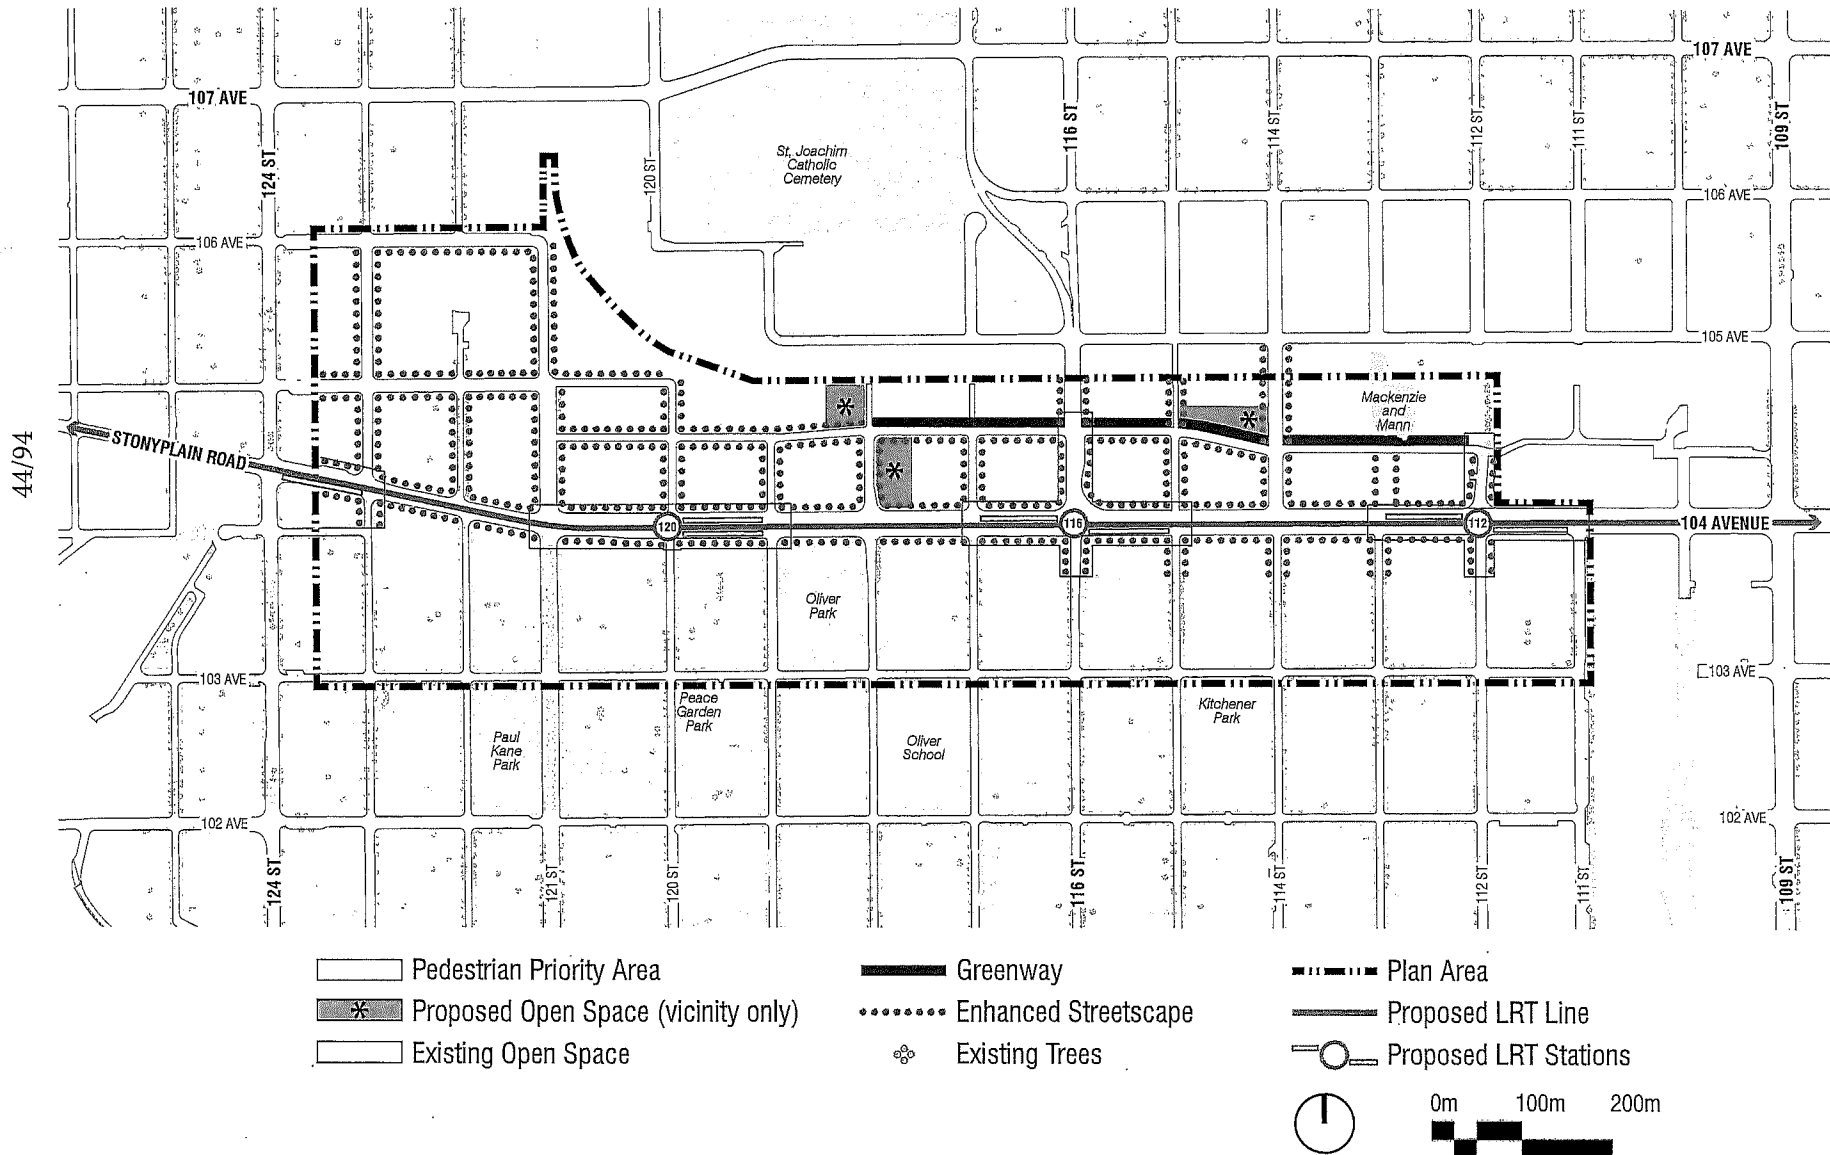 107 AVE
107 AVE
124 ST
120 ST
116 ST
114 ST
112 ST
111 ST
109 ST
St. Joachim
Catholic
Cemetery
106 AVE
106 AVE
105 AVE
Mackenzie
and
Mann
44/94
STONYPLAIN ROAD
120
116
112
104 AVENUE
Oliver
Park
103 AVE
103 AVE
Peace
Garden
Park
Kitchener
Park
Paul
Kane
Park
Oliver
School
102 AVE
102 AVE
124 ST
121 ST
120 ST
116 ST
114 ST
112 ST
111 ST
109 ST
Pedestrian Priority Area
Proposed Open Space (vicinity only)
Existing Open Space
Greenway
Enhanced Streetscape
Existing Trees
Plan Area
Proposed LRT Line
Proposed LRT Stations
0m 100m 200m